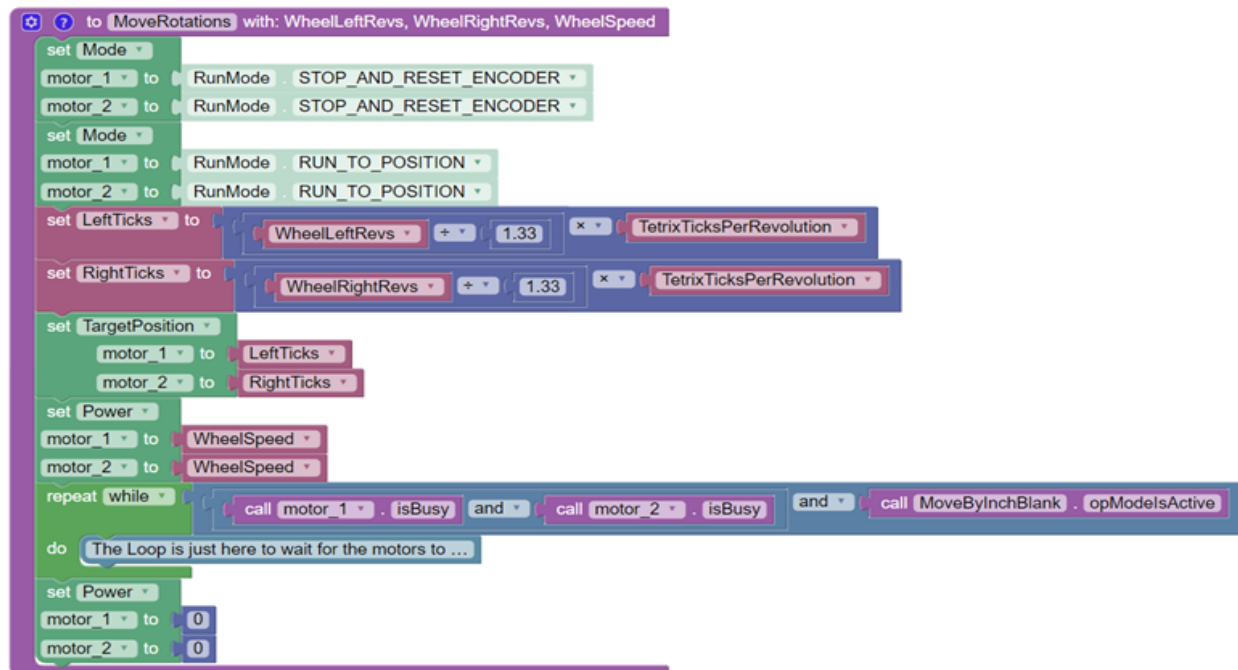 to MoveRotations with: WheelLeftRevs, WheelRightRevs, WheelSpeed
set Mode
motor_1 to RunMode . STOP_AND_RESET_ENCODER
motor_2 to RunMode . STOP_AND_RESET_ENCODER
set Mode
motor_1 to RunMode . RUN_TO_POSITION
motor_2 to RunMode . RUN_TO_POSITION
set LeftTicks to WheelLeftRevs ÷ 1.33 × TetrixTicksPerRevolution
set RightTicks to WheelRightRevs ÷ 1.33 × TetrixTicksPerRevolution
set TargetPosition
motor_1 to LeftTicks
motor_2 to RightTicks
set Power
motor_1 to WheelSpeed
motor_2 to WheelSpeed
repeat while call motor_1 . isBusy and call motor_2 . isBusy and call MoveByInchBlank . opModeIsActive
do The Loop is just here to wait for the motors to ...
set Power
motor_1 to 0
motor_2 to 0